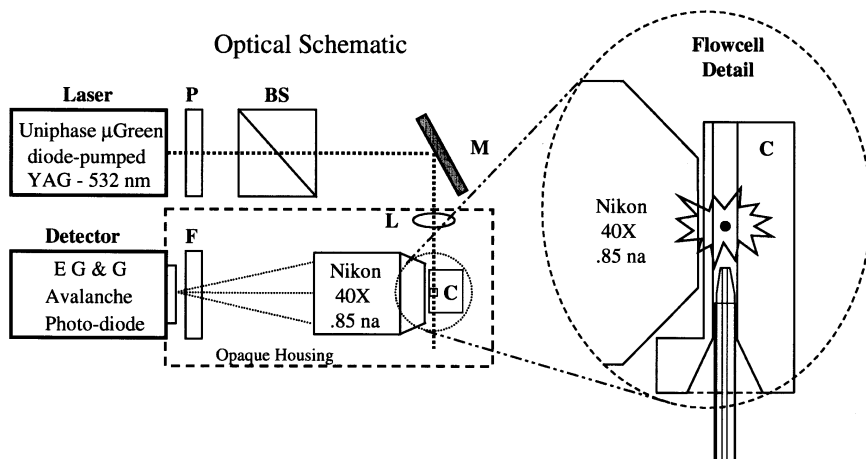 Optical Schematic
Laser
P
BS
Uniphase µGreen
diode-pumped
YAG - 532 nm
M
L
Detector
F
E G & G
Avalanche
Photo-diode
Nikon
40X
.85 na
C
Opaque Housing
Flowcell
Detail
C
Nikon
40X
.85 na